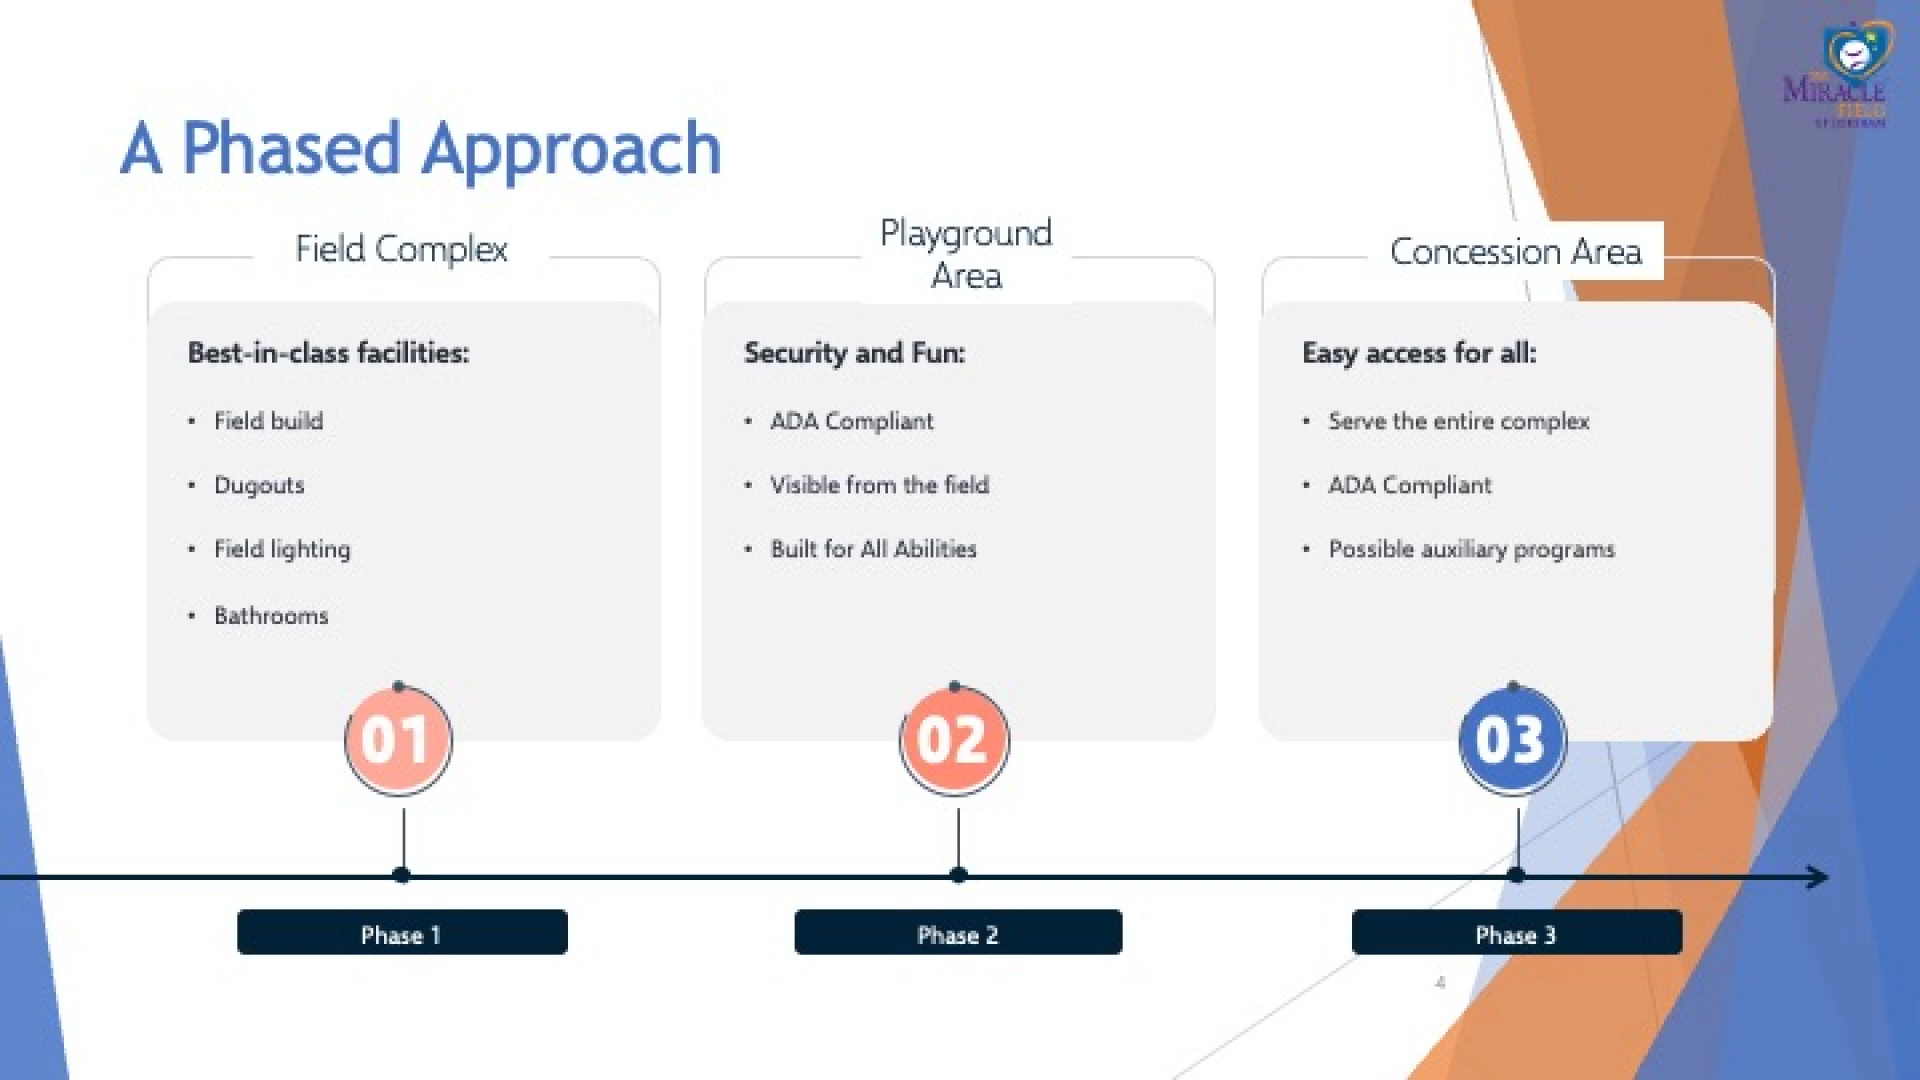 MIRACLE
FIELD
A Phased Approach
Field Complex
Best-in-class facilities:
• Field build
• Dugouts
• Field lighting
• Bathrooms
01
Phase 1
Playground
Area
Security and Fun:
• ADA Compliant
• Visible from the field
• Built for All Abilities
02
Phase 2
Concession Area
Easy access for all:
• Serve the entire complex
• ADA Compliant
• Possible auxiliary programs
03
Phase 3
4